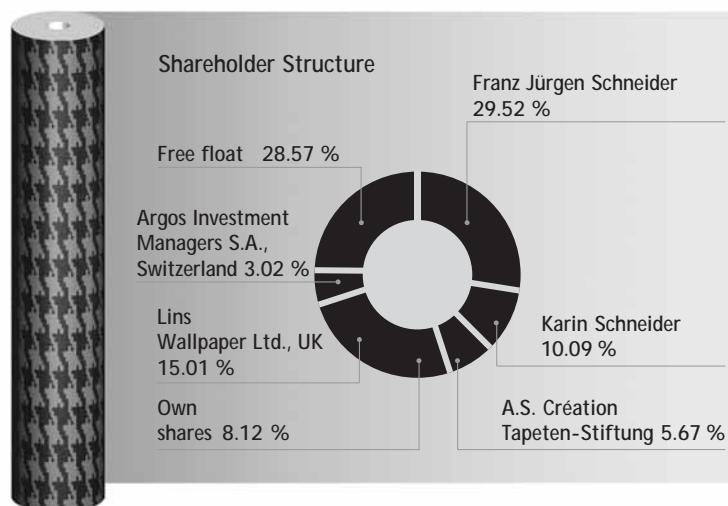 Shareholder Structure
Franz Jürgen Schneider
29.52 %
Free float 28.57 %
Argos Investment
Managers S.A.,
Switzerland 3.02 %
Lins
Wallpaper Ltd., UK
15.01 %
Karin Schneider
10.09 %
Own
shares 8.12 %
A.S. Création
Tapeten-Stiftung 5.67 %